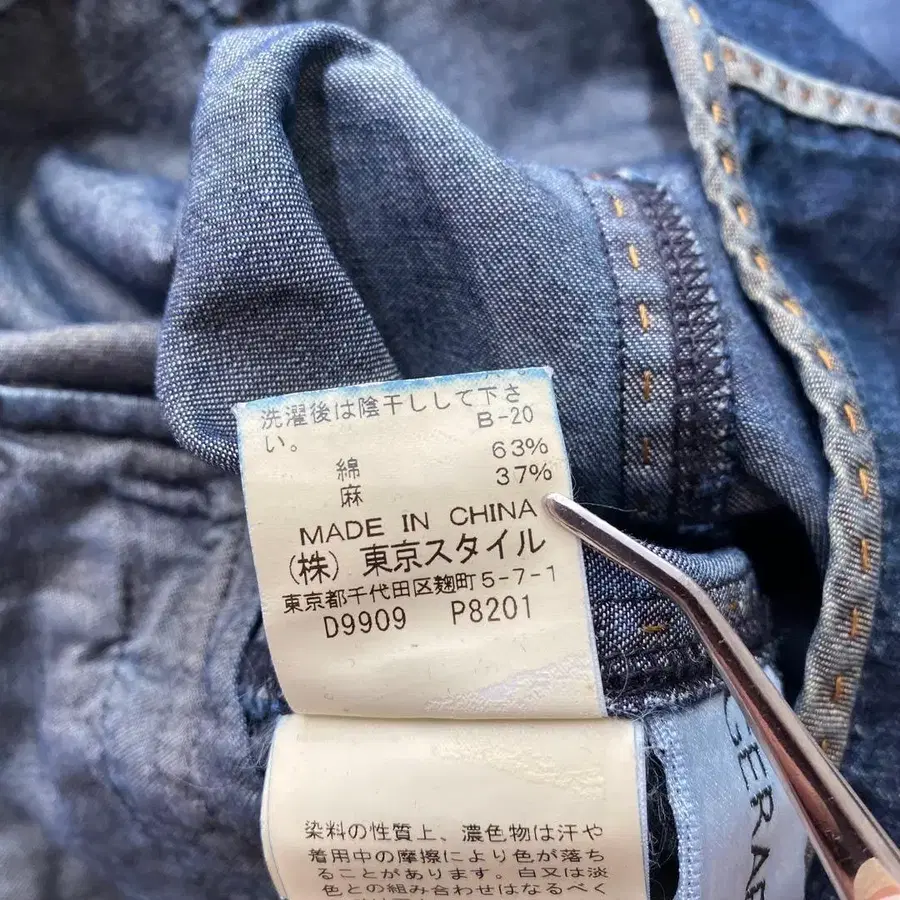 洗濯後は陰干しして下さ
い。 B-20
綿 63%
麻 37%
MADE IN CHINA
(株) 東京スタイル
東京都千代田区麹町5-7-1
D9909 P8201
染料の性質上、濃色物は汗や
着用中の摩擦により色が落ち
ることがあります。白又は淡
色との組み合わせはなるべく
GERA